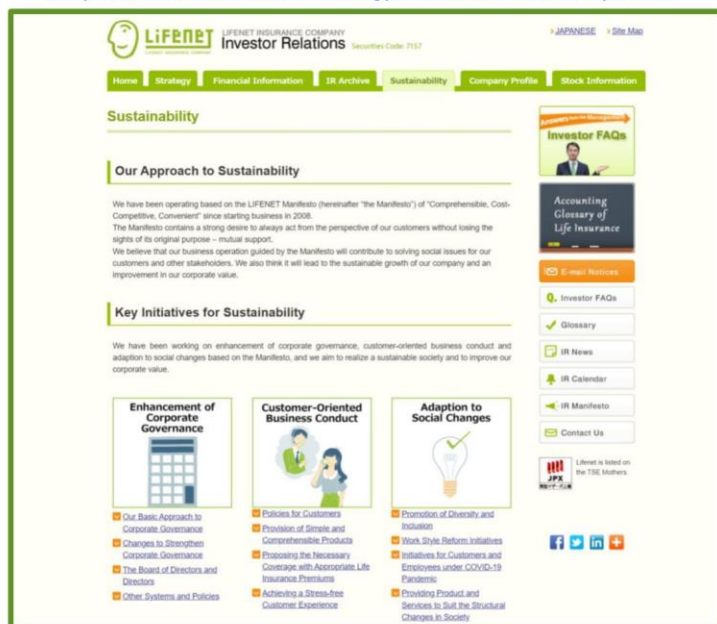 LIFENET
LIFENET INSURANCE COMPANY
LIFENET INSURANCE COMPANY
Investor Relations Securities Code: 7157
JAPANESE Site Map
Home Strategy Financial Information IR Archive Sustainability Company Profile Stock Information
Sustainability
Our Approach to Sustainability
We have been operating based on the LIFENET Manifesto (hereinafter "the Manifesto") of "Comprehensible, Cost-
Competitive, Convenient" since starting business in 2008.
The Manifesto contains a strong desire to always act from the perspective of our customers without losing the
sights of its original purpose – mutual support.
We believe that our business operation guided by the Manifesto will contribute to solving social issues for our
customers and other stakeholders. We also think it will lead to the sustainable growth of our company and an
improvement in our corporate value.
Key Initiatives for Sustainability
We have been working on enhancement of corporate governance, customer-oriented business conduct and
adaption to social changes based on the Manifesto, and we aim to realize a sustainable society and to improve our
corporate value.
Enhancement of
Corporate
Governance
Our Basic Approach to
Corporate Governance
Changes to Strengthen
Corporate Governance
The Board of Directors and
Directors
Other Systems and Policies
Customer-Oriented
Business Conduct
Policies for Customers
Provision of Simple and
Comprehensible Products
Proposing the Necessary
Coverage with Appropriate Life
Insurance Premiums
Achieving a Stress-free
Customer Experience
Adaption to
Social Changes
Promotion of Diversity and
Inclusion
Work Style Reform Initiatives
Initiatives for Customers and
Employees under COVID-19
Pandemic
Providing Product and
Services to Suit the Structural
Changes in Society
Answers from the Management
Investor FAQs
Accounting
Glossary of
Life Insurance
E-mail Notices
Q. Investor FAQs
Glossary
IR News
IR Calendar
IR Manifesto
Contact Us
JPX
Lifenet is listed on
the TSE Mothers.